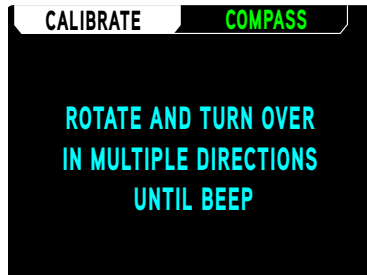 CALIBRATE COMPASS
ROTATE AND TURN OVER
IN MULTIPLE DIRECTIONS
UNTIL BEEP